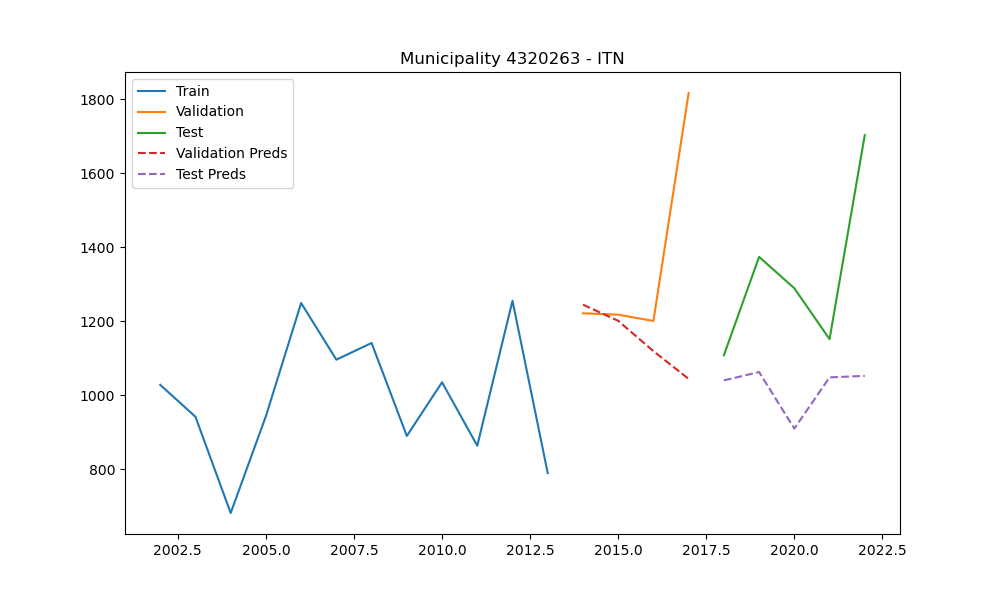 Municipality 4320263 - ITN
Train
Validation
Test
Validation Preds
Test Preds
1800
1600
1400
1200
1000
800
2002.5 2005.0 2007.5 2010.0 2012.5 2015.0 2017.5 2020.0 2022.5